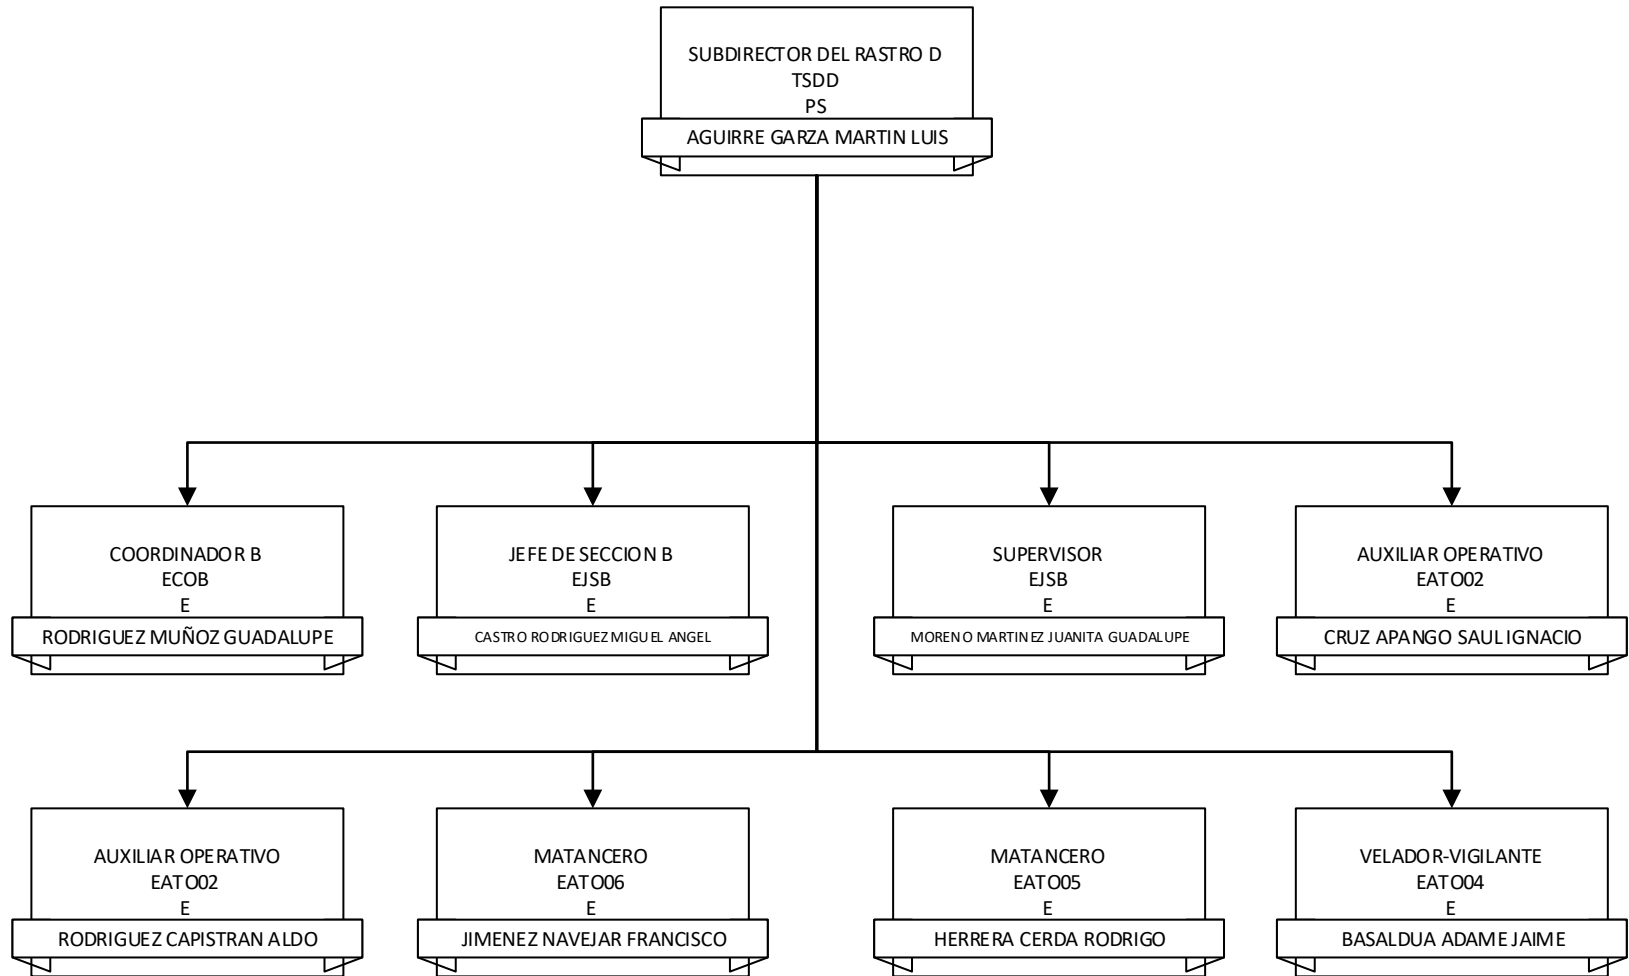 SUBDIRECTOR DEL RASTRO D
TSDD
PS
AGUIRRE GARZA MARTIN LUIS
COORDINADOR B
ECOB
E
RODRIGUEZ MUÑOZ GUADALUPE
JEFE DE SECCION B
EJSB
E
CASTRO RODRIGUEZ MIGUEL ANGEL
SUPERVISOR
EJSB
E
MORENO MARTINEZ JUANITA GUADALUPE
AUXILIAR OPERATIVO
EATO02
E
CRUZ APANGO SAUL IGNACIO
AUXILIAR OPERATIVO
EATO02
E
RODRIGUEZ CAPISTRAN ALDO
MATANCERO
EATO06
E
JIMENEZ NAVEJAR FRANCISCO
MATANCERO
EATO05
E
HERRERA CERDA RODRIGO
VELADOR-VIGILANTE
EATO04
E
BASALDUA ADAME JAIME